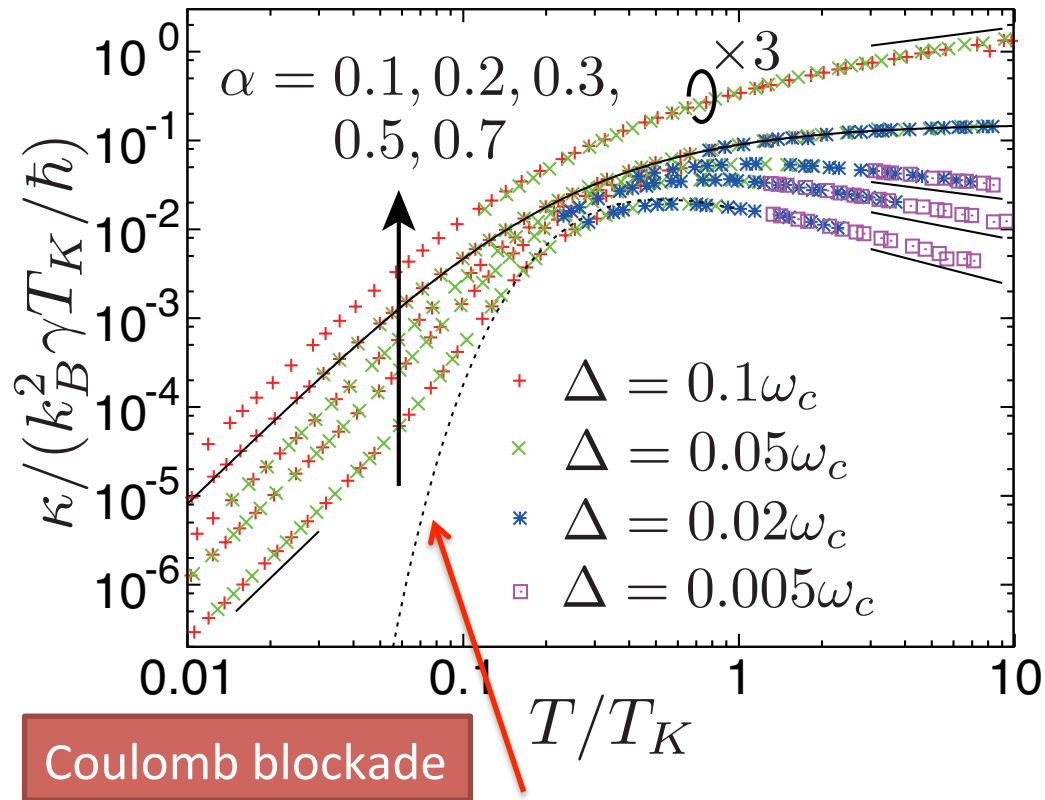 10^0
10^-1
10^-2
10^-3
10^-4
10^-5
10^-6
κ/(k_B^2 γT_K/ħ)
α = 0.1, 0.2, 0.3,
0.5, 0.7
×3
Δ = 0.1ω_c
Δ = 0.05ω_c
Δ = 0.02ω_c
Δ = 0.005ω_c
0.01 0.1 1 10
T/T_K
Coulomb blockade